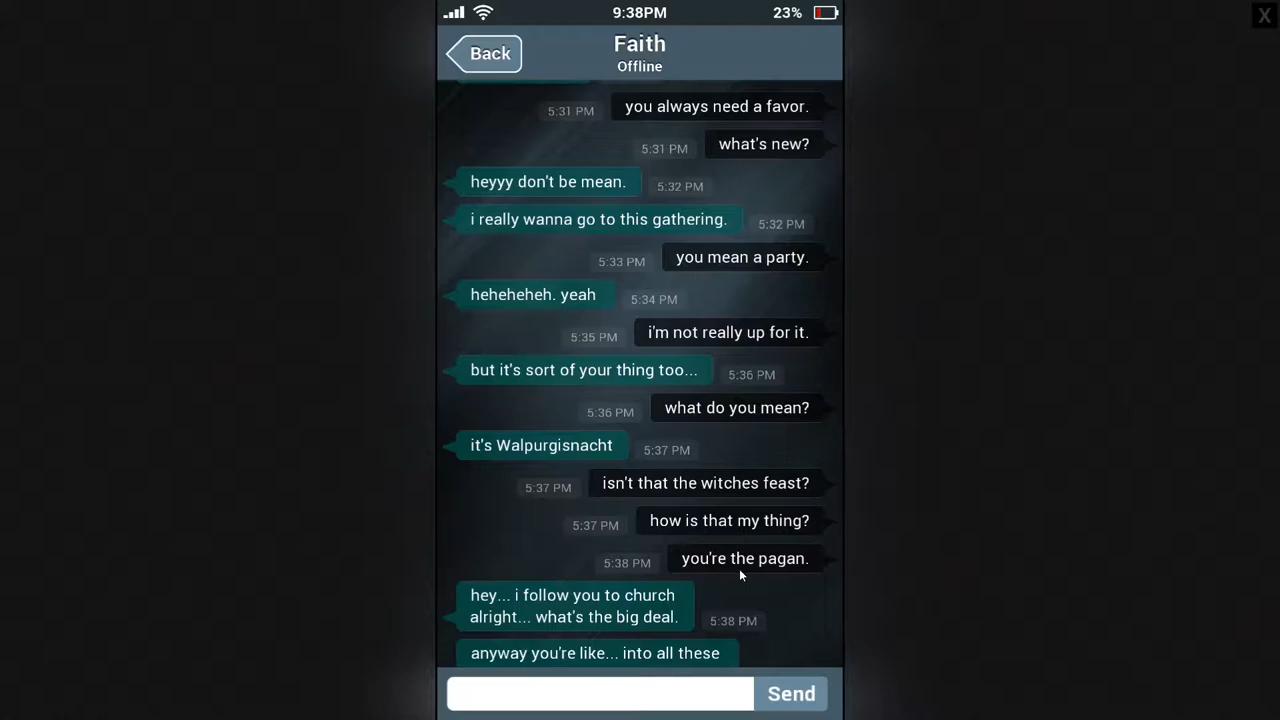 9:38PM
23%
X
Back
Faith
Offline
you always need a favor.
5:31 PM
what's new?
5:31 PM
heyyy don't be mean.
5:32 PM
i really wanna go to this gathering.
5:32 PM
you mean a party.
5:33 PM
heheheheh. yeah
5:34 PM
i'm not really up for it.
5:35 PM
but it's sort of your thing too...
5:36 PM
what do you mean?
5:36 PM
it's Walpurgisnacht
5:37 PM
isn't that the witches feast?
5:37 PM
how is that my thing?
5:37 PM
you're the pagan.
5:38 PM
hey... i follow you to church
alright... what's the big deal.
5:38 PM
anyway you're like... into all these
Send